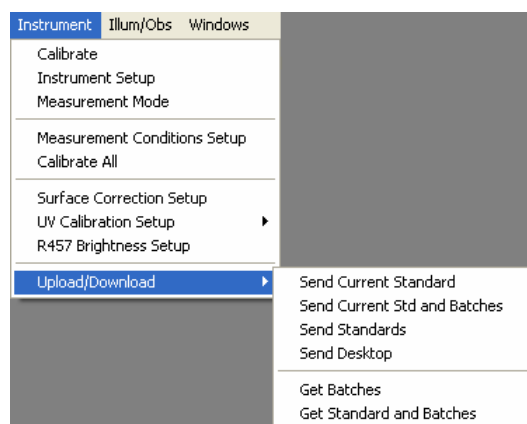 Instrument Illum/Obs Windows
Calibrate
Instrument Setup
Measurement Mode
Measurement Conditions Setup
Calibrate All
Surface Correction Setup
UV Calibration Setup
R457 Brightness Setup
Upload/Download
Send Current Standard
Send Current Std and Batches
Send Standards
Send Desktop
Get Batches
Get Standard and Batches